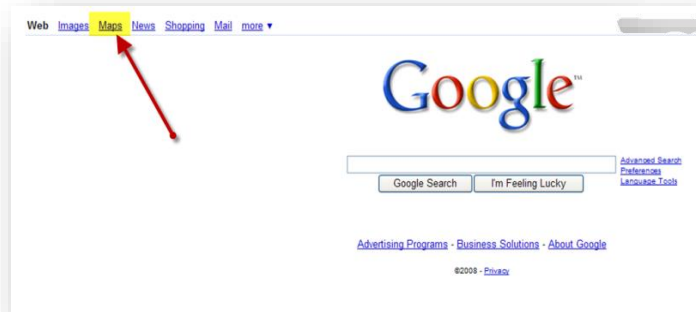 Web Images Maps News Shopping Mail more ▼
Google™
Advanced Search
Preferences
Language Tools
Google Search I'm Feeling Lucky
Advertising Programs - Business Solutions - About Google
©2008 - Privacy